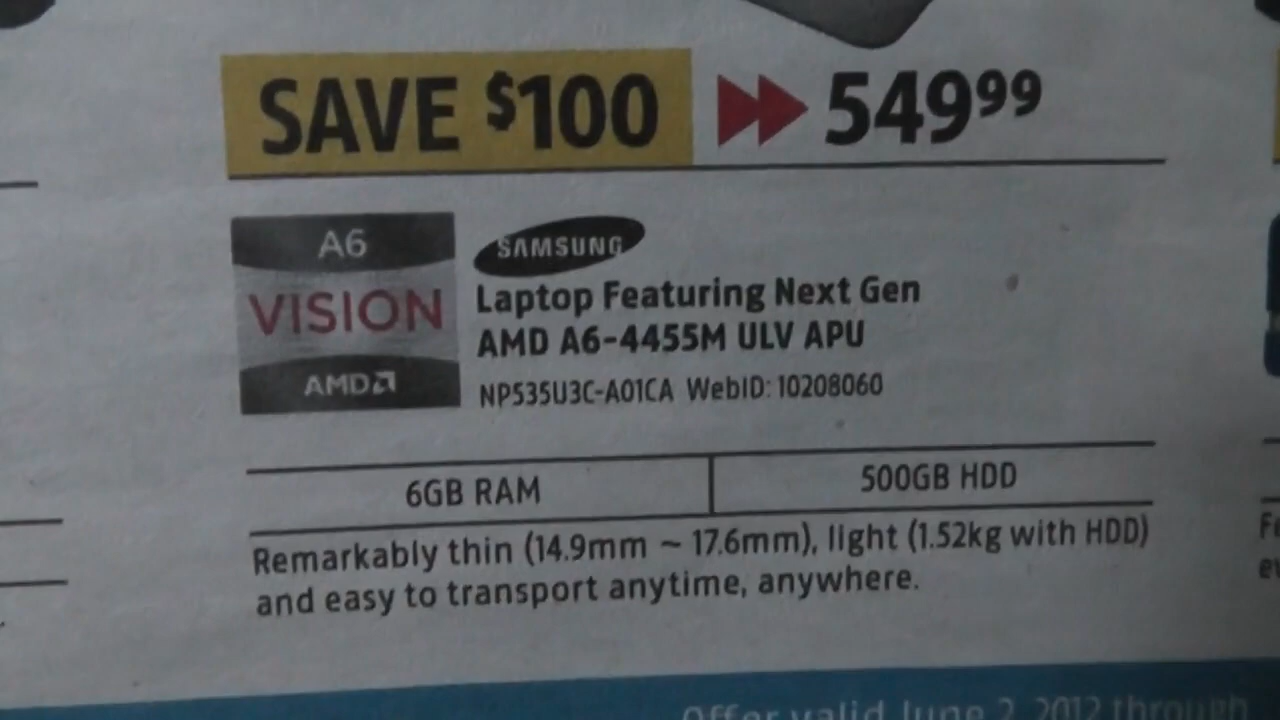 SAVE $100 549.99
A6
VISION
AMD
SAMSUNG
Laptop Featuring Next Gen
AMD A6-4455M ULV APU
NP535U3C-A01CA WebID: 10208060
6GB RAM 500GB HDD
Remarkably thin (14.9mm ~ 17.6mm), light (1.52kg with HDD)
and easy to transport anytime, anywhere.
Offer valid June 2, 2012 through